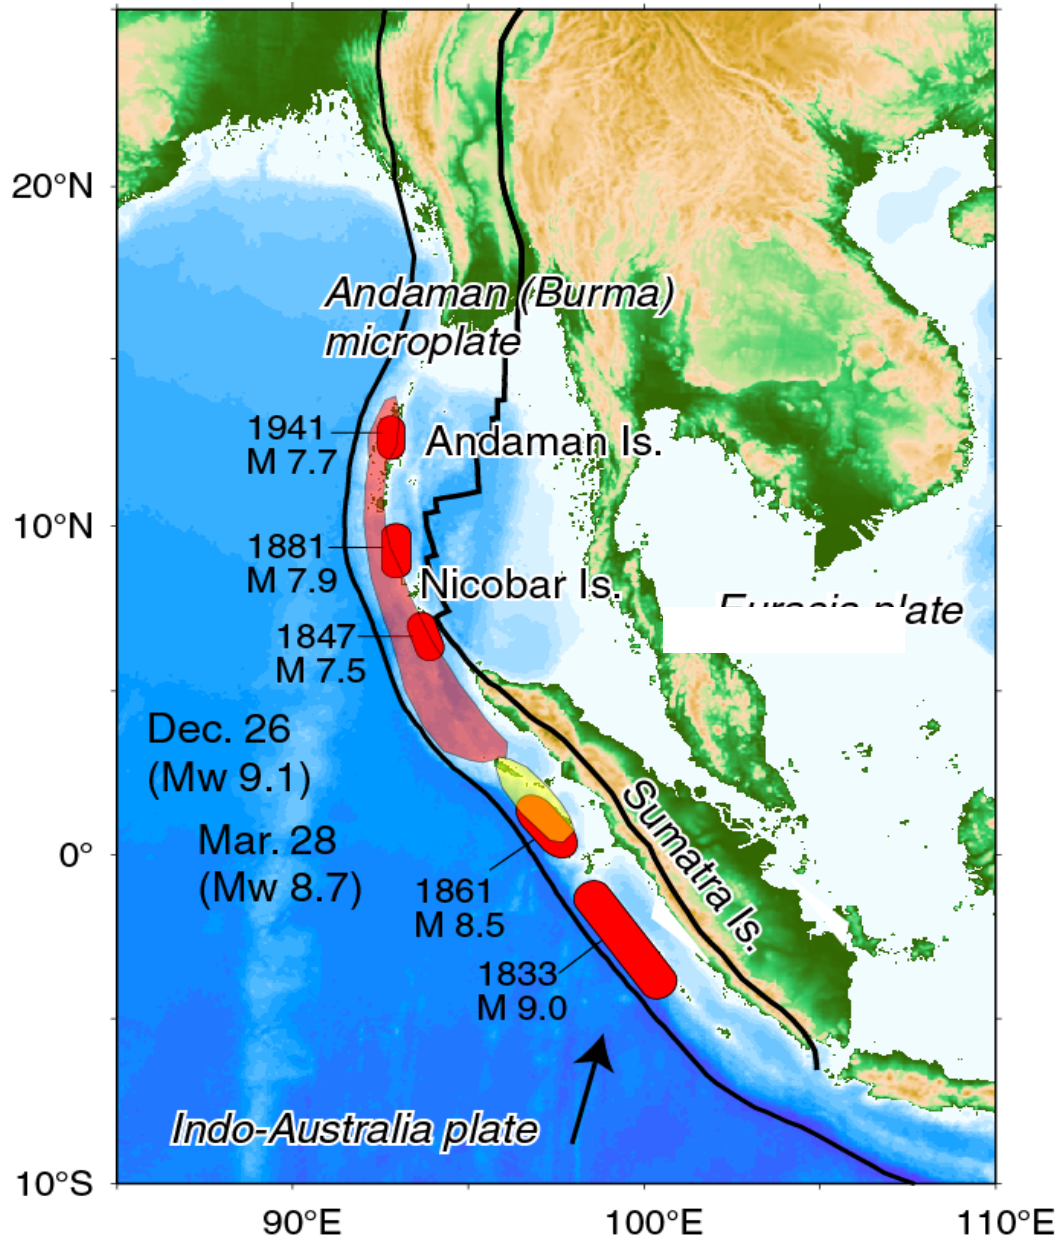 20°N
Andaman (Burma)
microplate
1941
M 7.7
Andaman Is.
10°N
1881
M 7.9
Nicobar Is.
plate
1847
M 7.5
Dec. 26
(Mw 9.1)
Mar. 28
(Mw 8.7)
Sumatra Is.
0°
1861
M 8.5
1833
M 9.0
Indo-Australia plate
10°S
90°E
100°E
110°E